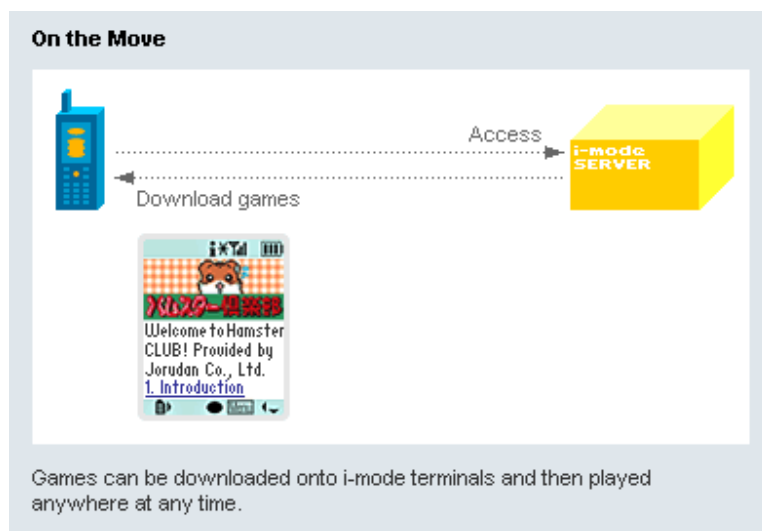 On the Move
Access
i-mode
SERVER
Download games
ハムスター倶楽部
Welcome to Hamster
CLUB! Provided by
Jorudan Co., Ltd.
1. Introduction
Menu
Games can be downloaded onto i-mode terminals and then played
anywhere at any time.